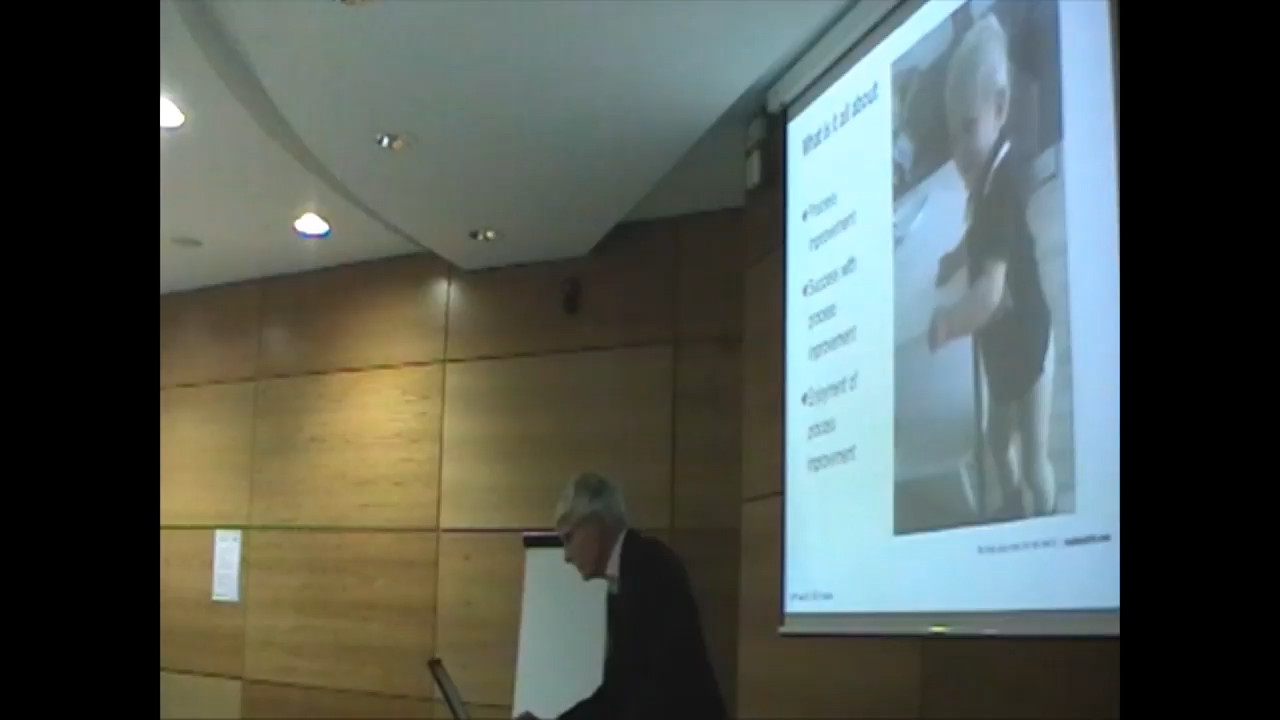 What is it all about
Process
improvement
Success with
process
improvement
Enjoyment of
process
improvement